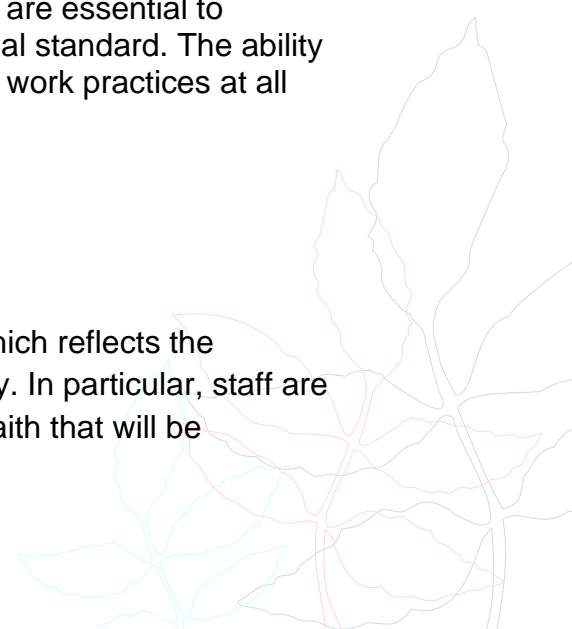 are essential to
al standard. The ability
work practices at all
hich reflects the
y. In particular, staff are
aith that will be